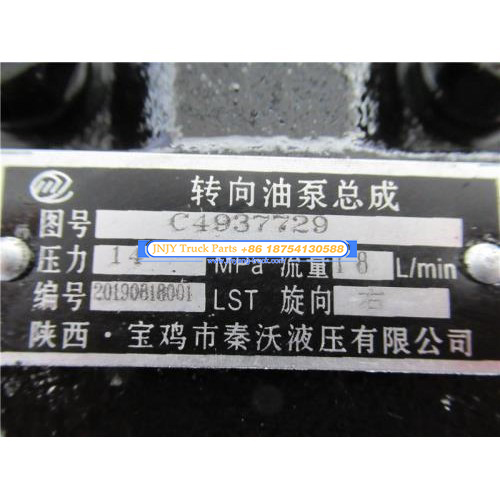 转向油泵总成
图号 C4937729
JNJY Truck Parts +86 18754130588
压力 14 MPa 流量 18 L/min
编号 20190818001 LST 旋向 右
陕西·宝鸡市秦沃液压有限公司